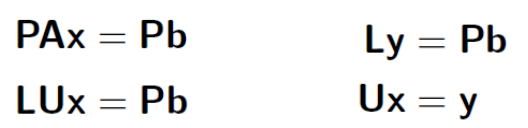 PAx = Pb
LUx = Pb
Ly = Pb
Ux = y